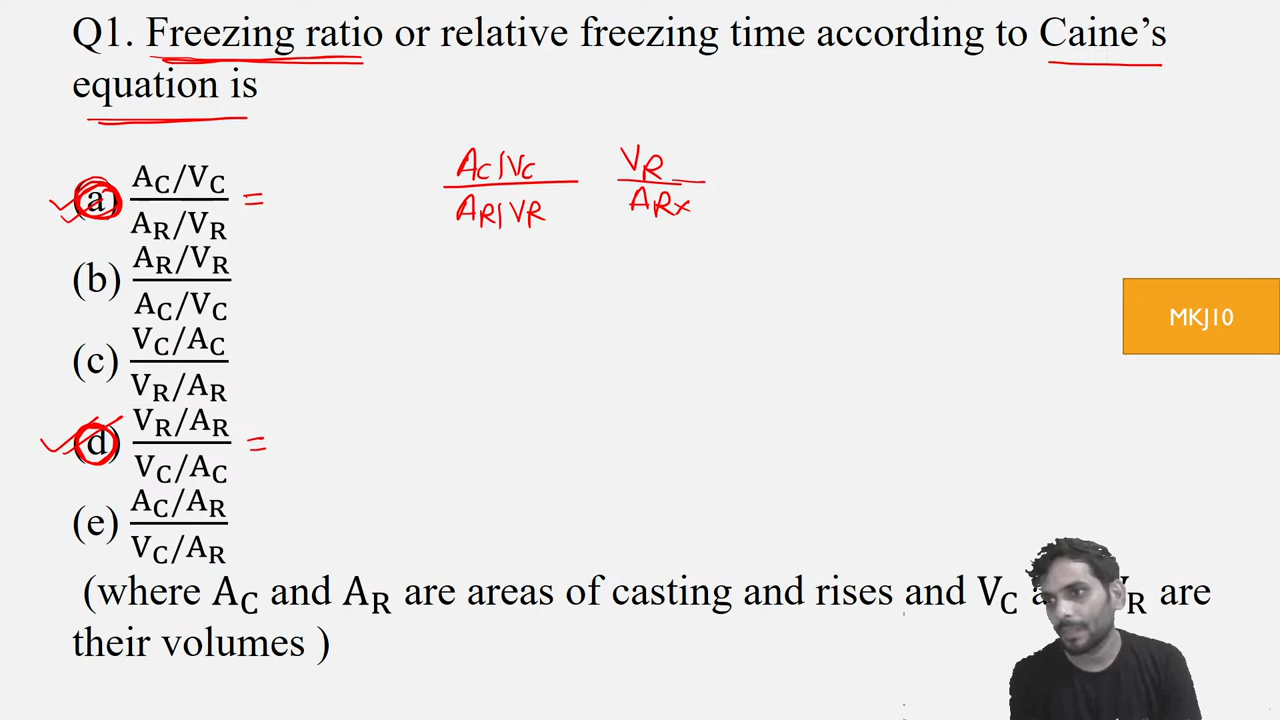 Q1. Freezing ratio or relative freezing time according to Caine's
equation is
(a) A_C/V_C
A_R/V_R =
(b) A_R/V_R
A_C/V_C
(c) V_C/A_C
V_R/A_R
(d) V_R/A_R
V_C/A_C =
(e) A_C/A_R
V_C/A_R
AC/VC
AR/VR
VR
ARx
MKJ10
(where A_C and A_R are areas of casting and rises and V_C a V_R are
their volumes )